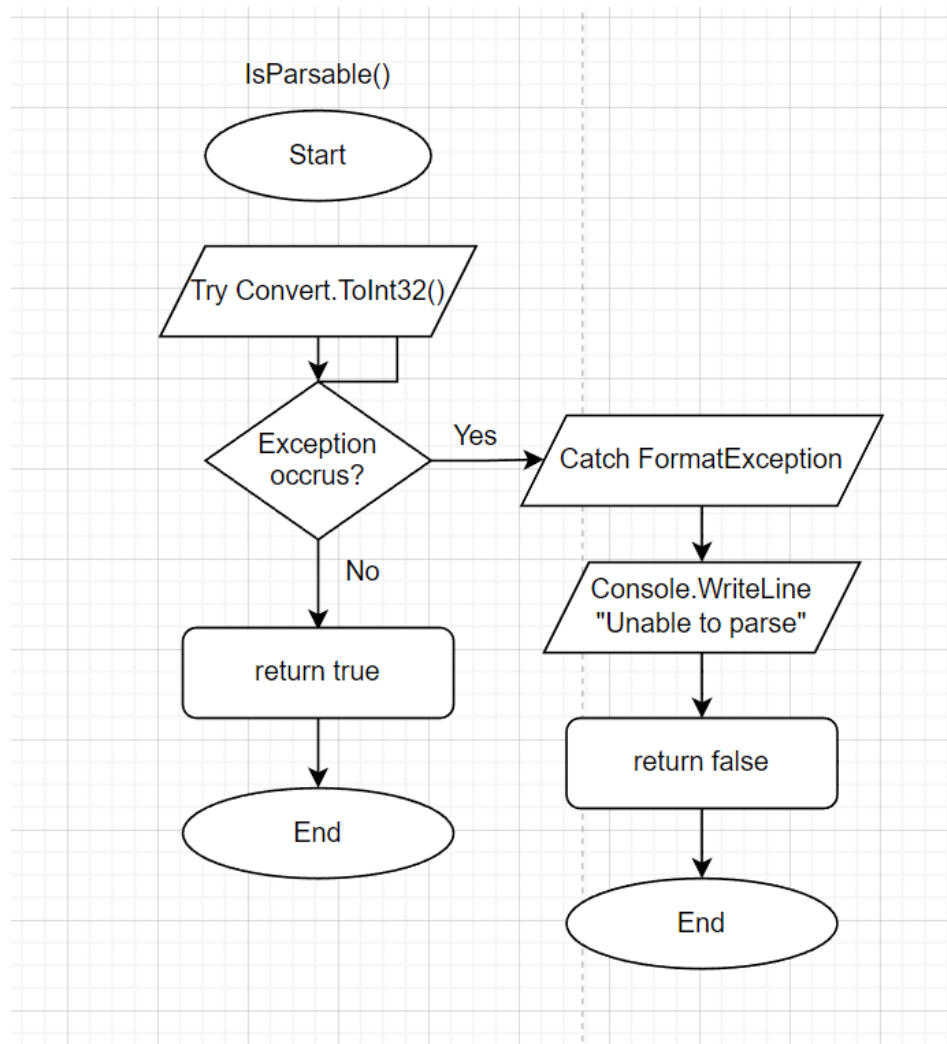 IsParsable()
Start
Try Convert.ToInt32()
Exception
occrus?
Yes
Catch FormatException
No
Console.WriteLine
"Unable to parse"
return true
return false
End
End